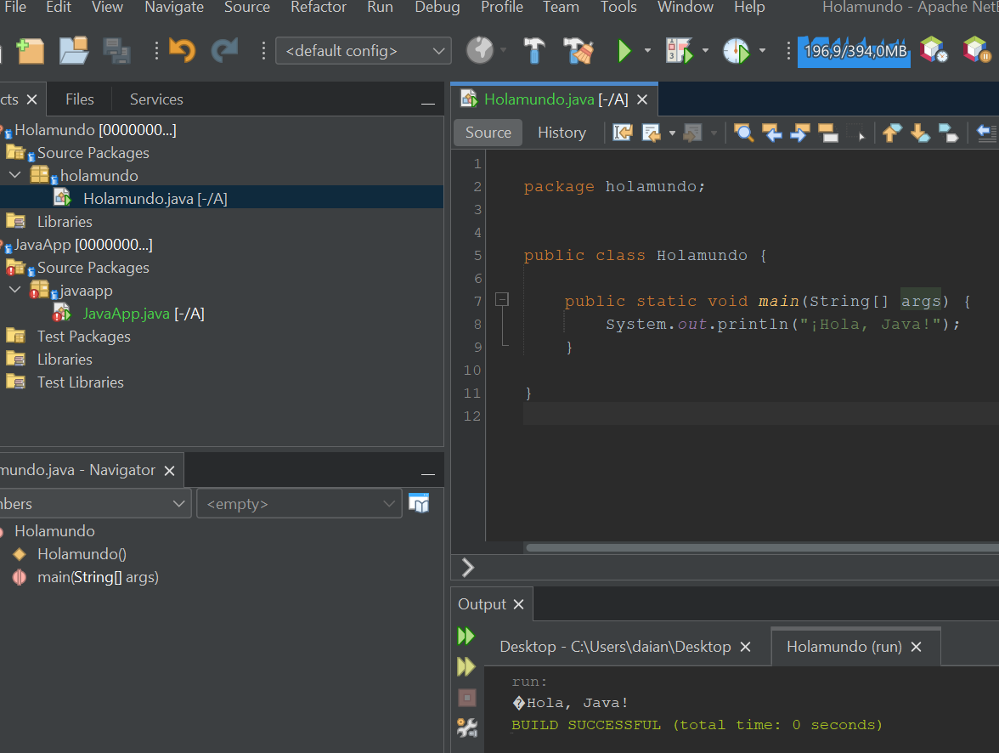 File Edit View Navigate Source Refactor Run Debug Profile Team Tools Window Help Holamundo - Apache NetB
<default config> 196,9/394,0MB
cts Files Services
Holamundo.java [-/A]
Holamundo [0000000...]
Source Packages
holamundo
Holamundo.java [-/A]
Libraries
JavaApp [0000000...]
Source Packages
javaapp
JavaApp.java [-/A]
Test Packages
Libraries
Test Libraries
Source History
1
2 package holamundo;
3
4
5 public class Holamundo {
6
7 public static void main(String[] args) {
8 System.out.println("¡Hola, Java!");
9 }
10
11 }
12
mundo.java - Navigator
nbers <empty>
Holamundo
Holamundo()
main(String[] args)
Output
Desktop - C:\Users\daian\Desktop Holamundo (run)
run:
�Hola, Java!
BUILD SUCCESSFUL (total time: 0 seconds)